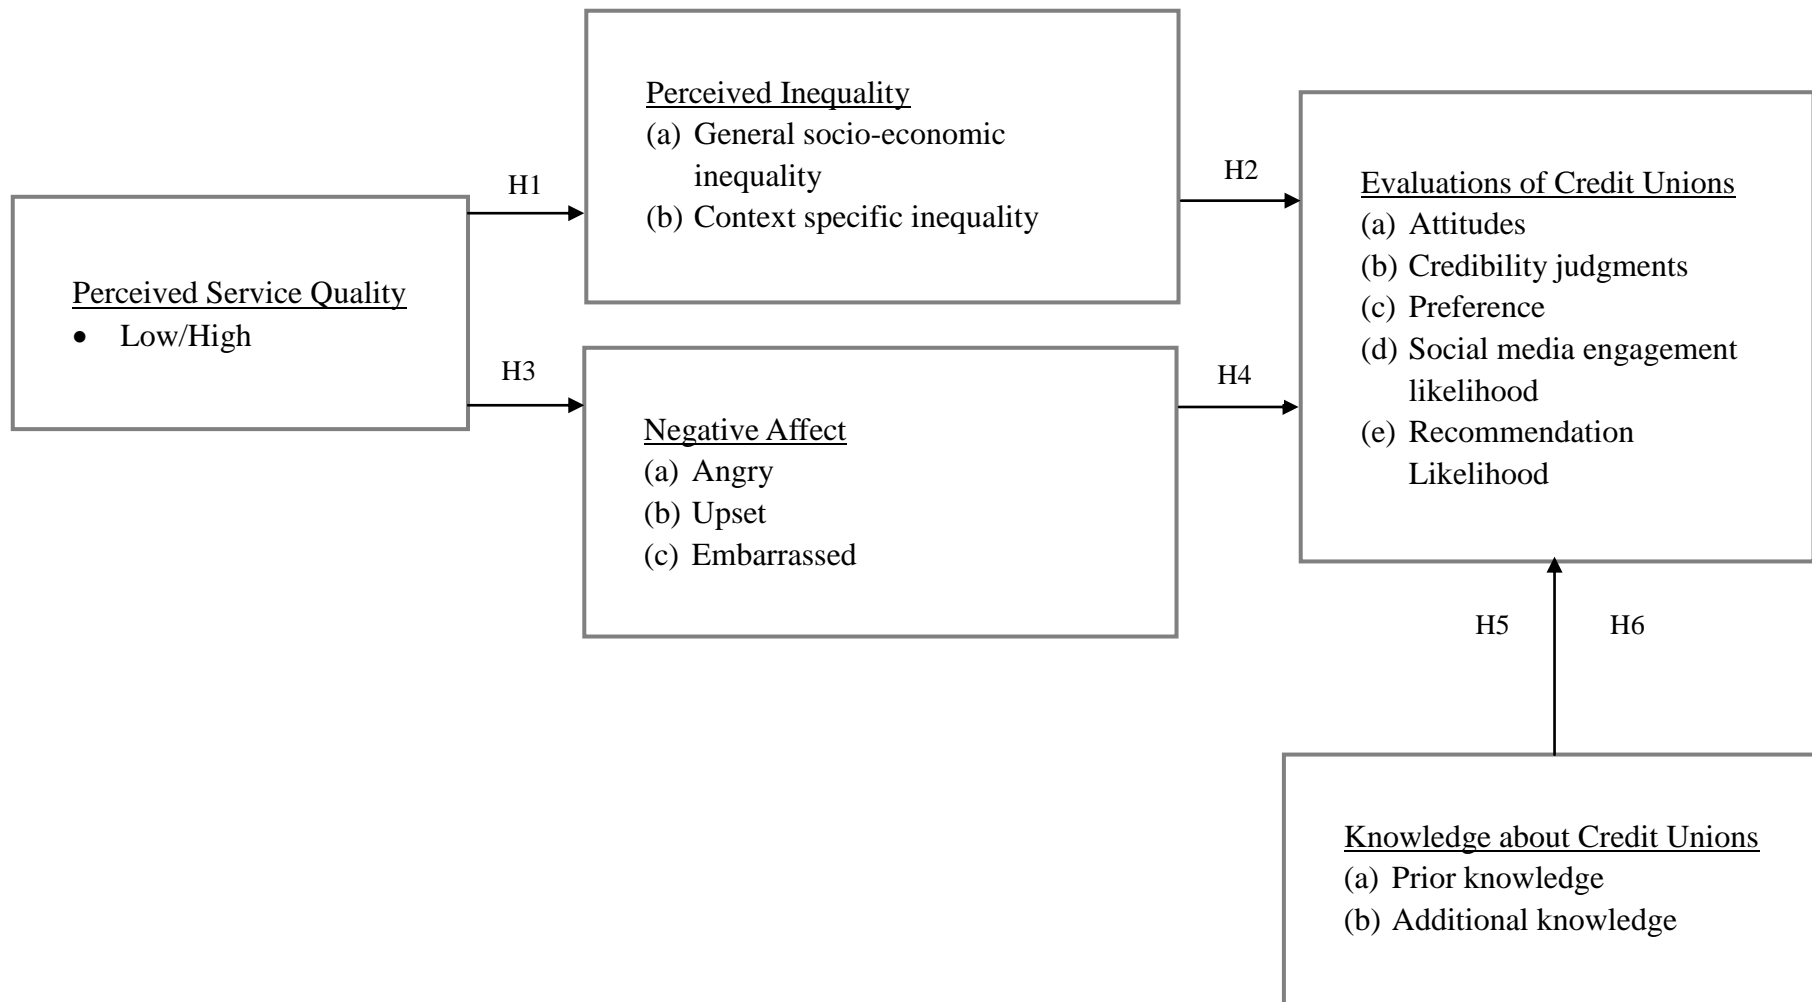 Perceived Service Quality
• Low/High
H1
H3
Perceived Inequality
(a) General socio-economic
inequality
(b) Context specific inequality
Negative Affect
(a) Angry
(b) Upset
(c) Embarrassed
H2
H4
Evaluations of Credit Unions
(a) Attitudes
(b) Credibility judgments
(c) Preference
(d) Social media engagement
likelihood
(e) Recommendation
Likelihood
H5
H6
Knowledge about Credit Unions
(a) Prior knowledge
(b) Additional knowledge